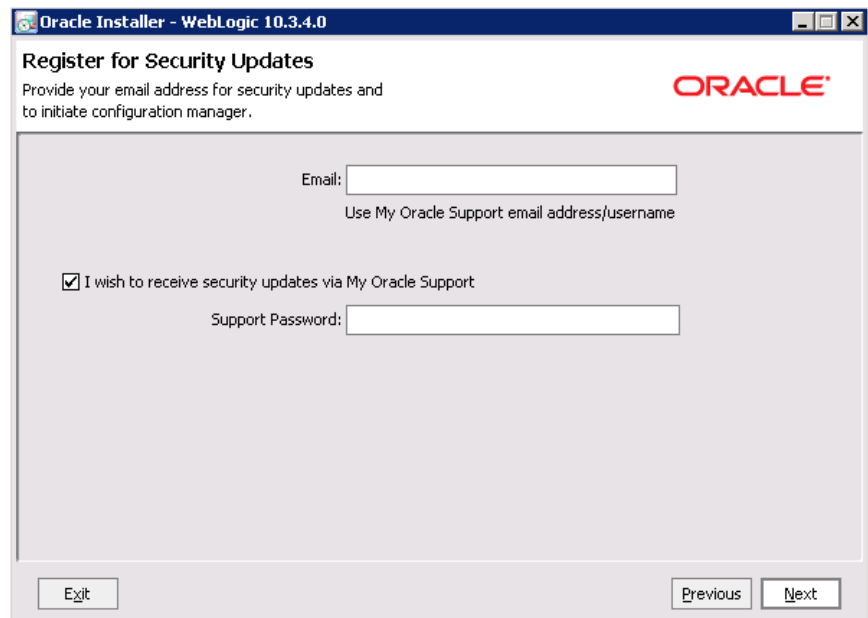 Oracle Installer - WebLogic 10.3.4.0
Register for Security Updates
Provide your email address for security updates and
to initiate configuration manager.
ORACLE
Email:
Use My Oracle Support email address/username
I wish to receive security updates via My Oracle Support
Support Password:
Exit
Previous
Next